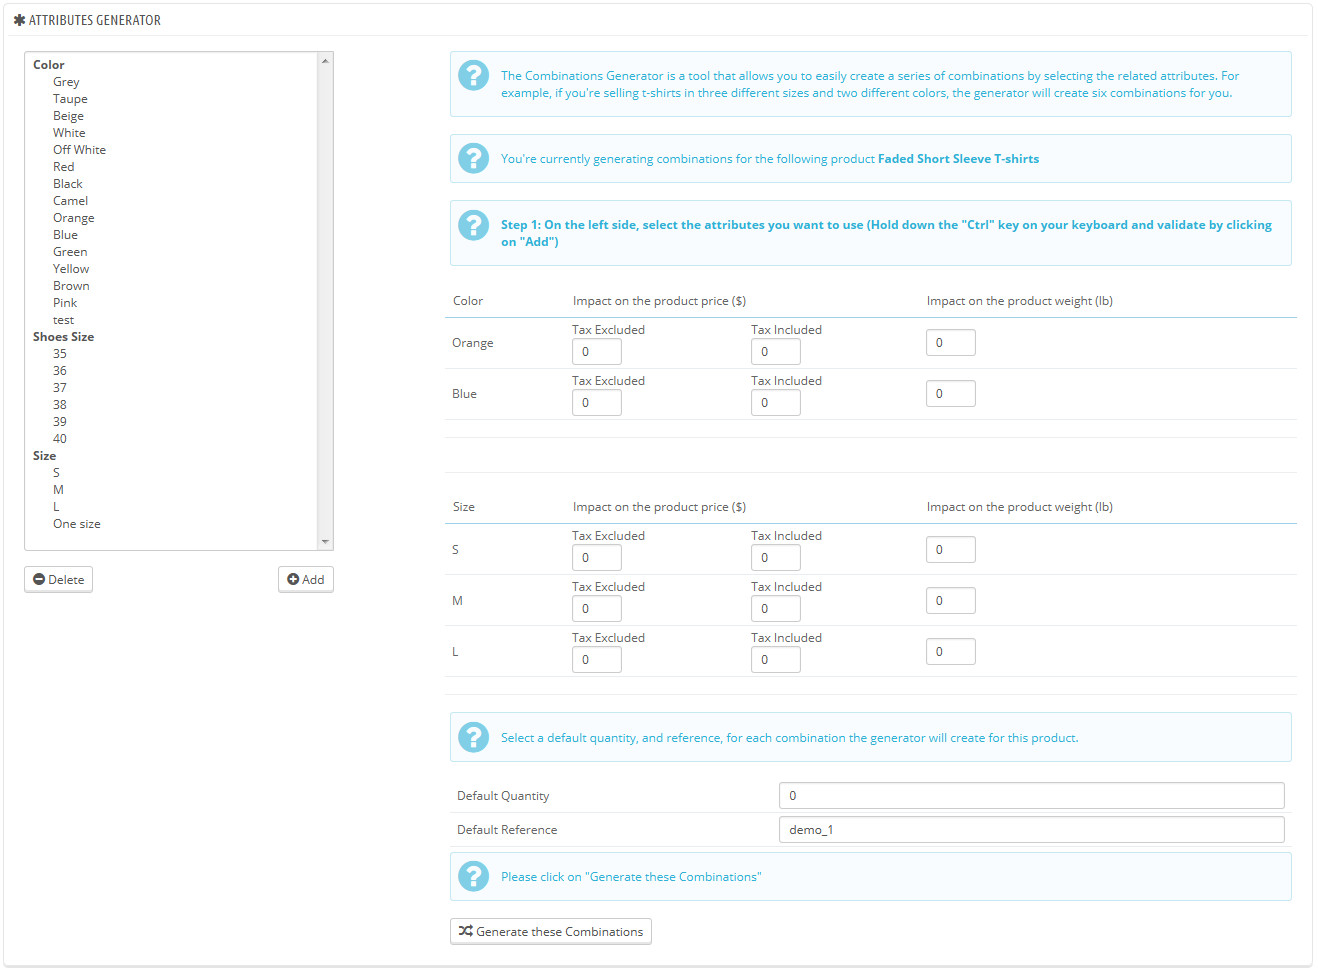 ATTRIBUTES GENERATOR
Color
Grey
Taupe
Beige
White
Off White
Red
Black
Camel
Orange
Blue
Green
Yellow
Brown
Pink
test
Shoes Size
35
36
37
38
39
40
Size
S
M
L
One size
Delete
Add
The Combinations Generator is a tool that allows you to easily create a series of combinations by selecting the related attributes. For
example, if you're selling t-shirts in three different sizes and two different colors, the generator will create six combinations for you.
You're currently generating combinations for the following product Faded Short Sleeve T-shirts
Step 1: On the left side, select the attributes you want to use (Hold down the "Ctrl" key on your keyboard and validate by clicking
on "Add")
Color Impact on the product price ($) Impact on the product weight (lb)
Tax Excluded Tax Included
Orange 0 0 0
Tax Excluded Tax Included
Blue 0 0 0
Size Impact on the product price ($) Impact on the product weight (lb)
Tax Excluded Tax Included
S 0 0 0
Tax Excluded Tax Included
M 0 0 0
Tax Excluded Tax Included
L 0 0 0
Select a default quantity, and reference, for each combination the generator will create for this product.
Default Quantity 0
Default Reference demo_1
Please click on "Generate these Combinations"
Generate these Combinations